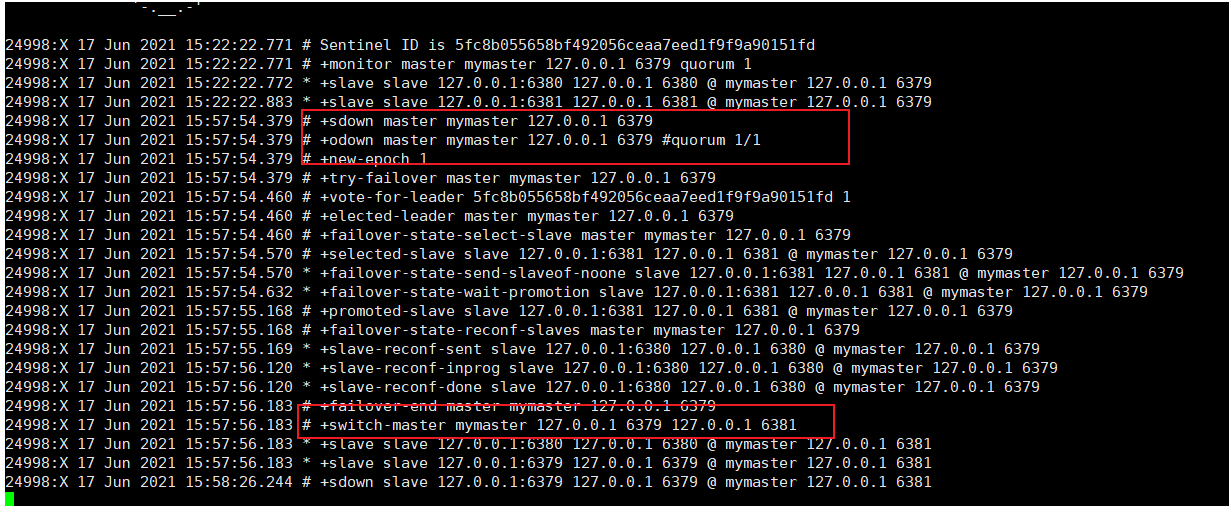 24998:X 17 Jun 2021 15:22:22.771 # Sentinel ID is 5fc8b055658bf492056ceaa7eed1f9f9a90151fd
24998:X 17 Jun 2021 15:22:22.771 # +monitor master mymaster 127.0.0.1 6379 quorum 1
24998:X 17 Jun 2021 15:22:22.772 * +slave slave 127.0.0.1:6380 127.0.0.1 6380 @ mymaster 127.0.0.1 6379
24998:X 17 Jun 2021 15:22:22.883 * +slave slave 127.0.0.1:6381 127.0.0.1 6381 @ mymaster 127.0.0.1 6379
24998:X 17 Jun 2021 15:57:54.379 # +sdown master mymaster 127.0.0.1 6379
24998:X 17 Jun 2021 15:57:54.379 # +odown master mymaster 127.0.0.1 6379 #quorum 1/1
24998:X 17 Jun 2021 15:57:54.379 # +new-epoch 1
24998:X 17 Jun 2021 15:57:54.379 # +try-failover master mymaster 127.0.0.1 6379
24998:X 17 Jun 2021 15:57:54.460 # +vote-for-leader 5fc8b055658bf492056ceaa7eed1f9f9a90151fd 1
24998:X 17 Jun 2021 15:57:54.460 # +elected-leader master mymaster 127.0.0.1 6379
24998:X 17 Jun 2021 15:57:54.460 # +failover-state-select-slave master mymaster 127.0.0.1 6379
24998:X 17 Jun 2021 15:57:54.570 # +selected-slave slave 127.0.0.1:6381 127.0.0.1 6381 @ mymaster 127.0.0.1 6379
24998:X 17 Jun 2021 15:57:54.570 * +failover-state-send-slaveof-noone slave 127.0.0.1:6381 127.0.0.1 6381 @ mymaster 127.0.0.1 6379
24998:X 17 Jun 2021 15:57:54.632 * +failover-state-wait-promotion slave 127.0.0.1:6381 127.0.0.1 6381 @ mymaster 127.0.0.1 6379
24998:X 17 Jun 2021 15:57:55.168 # +promoted-slave slave 127.0.0.1:6381 127.0.0.1 6381 @ mymaster 127.0.0.1 6379
24998:X 17 Jun 2021 15:57:55.168 # +failover-state-reconf-slaves master mymaster 127.0.0.1 6379
24998:X 17 Jun 2021 15:57:55.169 * +slave-reconf-sent slave 127.0.0.1:6380 127.0.0.1 6380 @ mymaster 127.0.0.1 6379
24998:X 17 Jun 2021 15:57:56.120 * +slave-reconf-inprog slave 127.0.0.1:6380 127.0.0.1 6380 @ mymaster 127.0.0.1 6379
24998:X 17 Jun 2021 15:57:56.120 * +slave-reconf-done slave 127.0.0.1:6380 127.0.0.1 6380 @ mymaster 127.0.0.1 6379
24998:X 17 Jun 2021 15:57:56.183 # +failover-end master mymaster 127.0.0.1 6379
24998:X 17 Jun 2021 15:57:56.183 # +switch-master mymaster 127.0.0.1 6379 127.0.0.1 6381
24998:X 17 Jun 2021 15:57:56.183 * +slave slave 127.0.0.1:6380 127.0.0.1 6380 @ mymaster 127.0.0.1 6381
24998:X 17 Jun 2021 15:57:56.183 * +slave slave 127.0.0.1:6379 127.0.0.1 6379 @ mymaster 127.0.0.1 6381
24998:X 17 Jun 2021 15:58:26.244 # +sdown slave 127.0.0.1:6379 127.0.0.1 6379 @ mymaster 127.0.0.1 6381